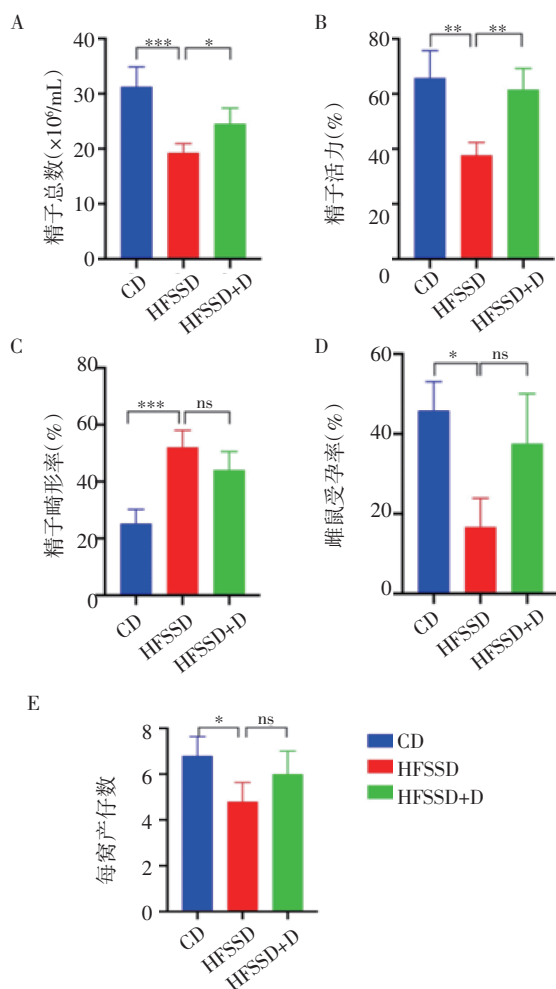 A
精子总数(×10⁶/mL)
40
30
20
10
0
***
*
CD
HFSSD
HFSSD+D
B
精子活力(%)
80
60
40
20
0
**
**
CD
HFSSD
HFSSD+D
C
精子畸形率(%)
80
60
40
20
0
***
ns
CD
HFSSD
HFSSD+D
D
雌鼠受孕率(%)
60
40
20
0
*
ns
CD
HFSSD
HFSSD+D
E
每窝产仔数
8
6
4
2
0
*
ns
CD
HFSSD
HFSSD+D
CD
HFSSD
HFSSD+D